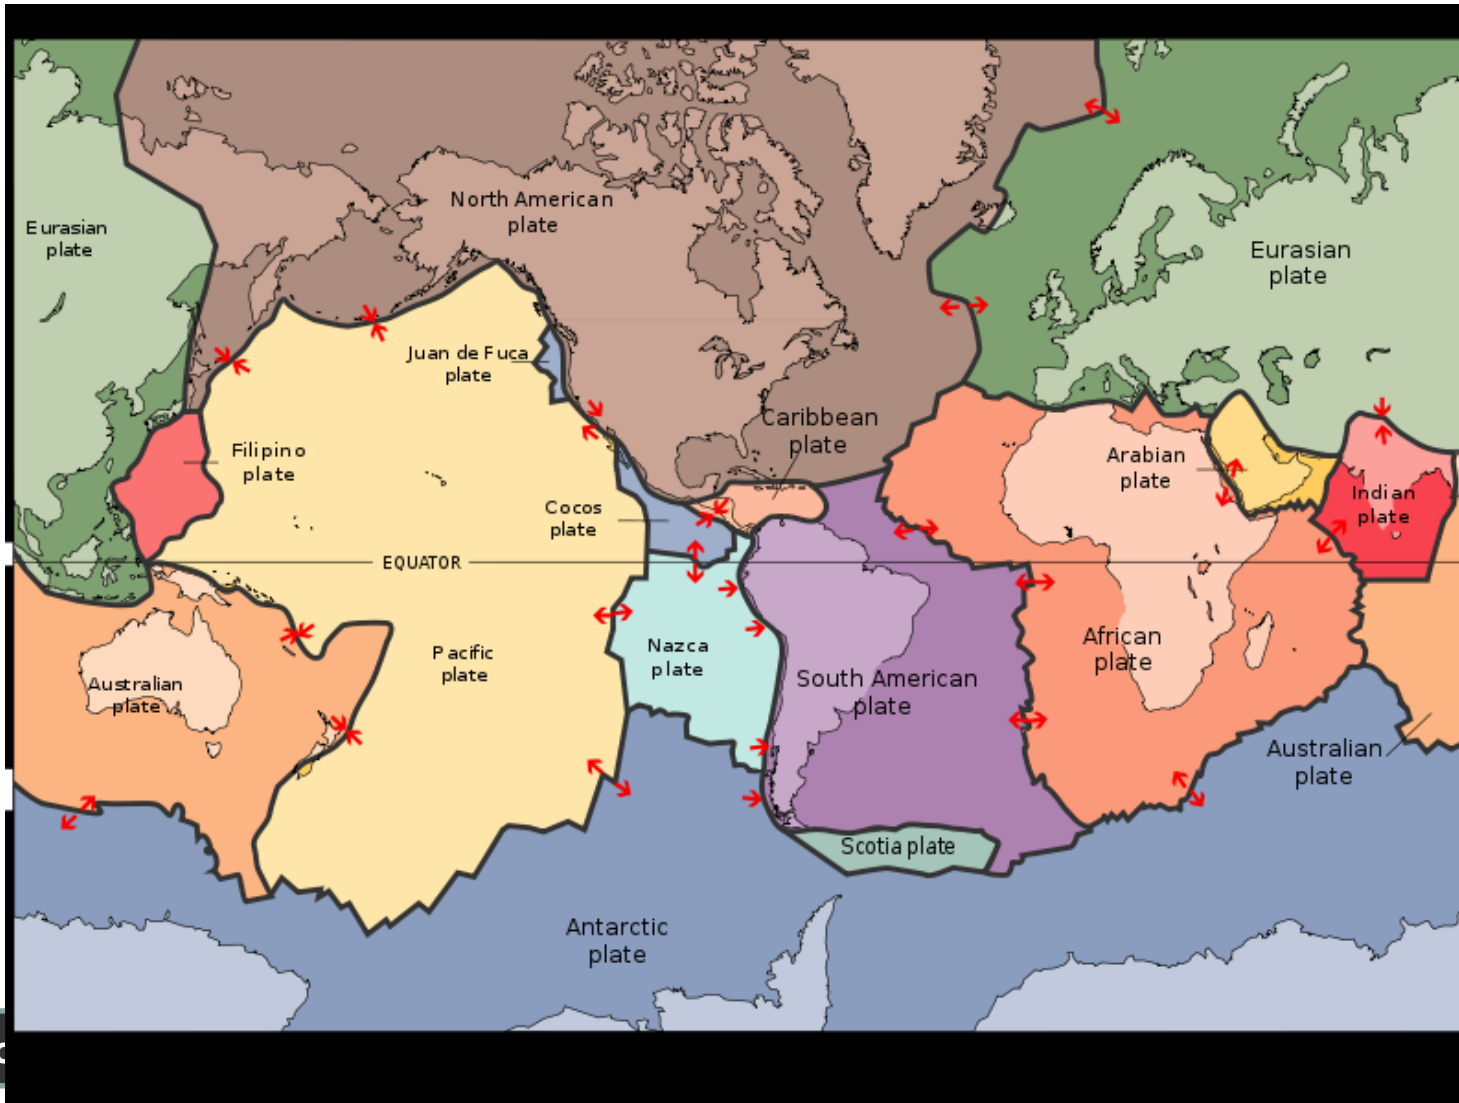 North American
plate
Eurasian
plate
Eurasian
plate
Juan de Fuca
plate
Caribbean
plate
Filipino
plate
Arabian
plate
Cocos
plate
Indian
plate
EQUATOR
Nazca
plate
Pacific
plate
African
plate
South American
plate
Australian
plate
Australian
plate
Scotia plate
Antarctic
plate